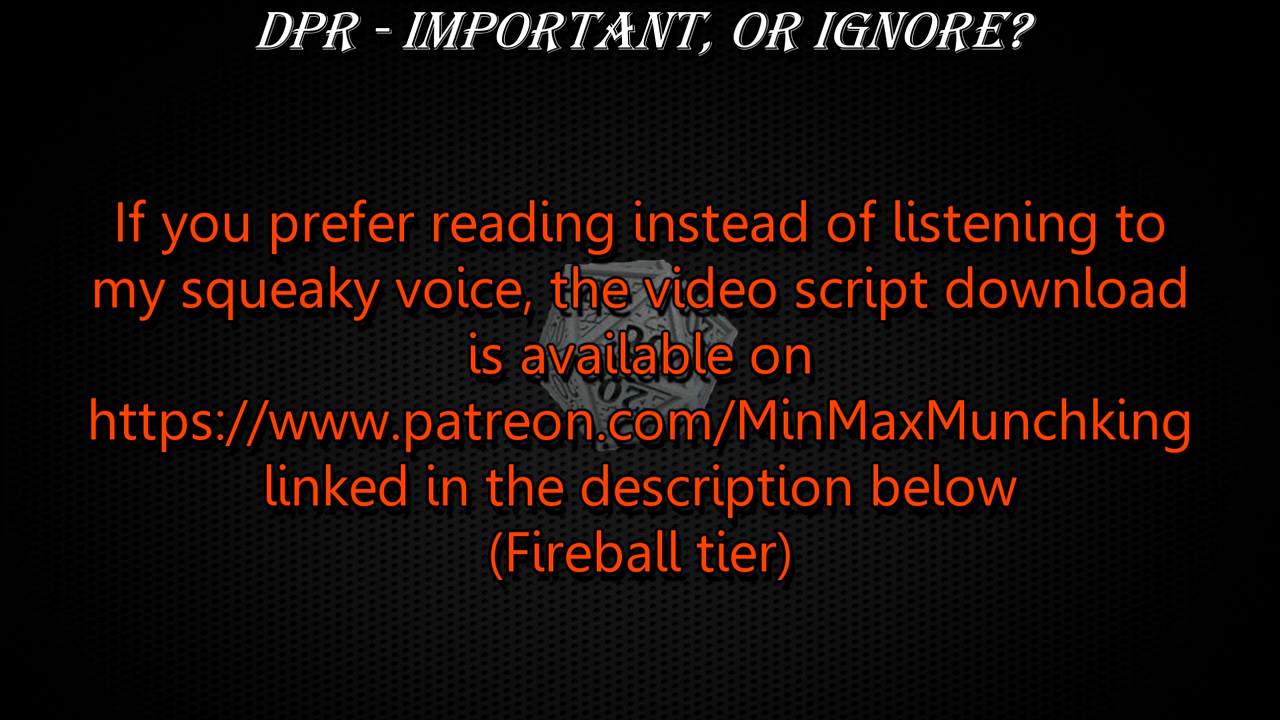 DPR - IMPORTANT, OR IGNORE?
If you prefer reading instead of listening to
my squeaky voice, the video script download
is available on
https://www.patreon.com/MinMaxMunchking
linked in the description below
(Fireball tier)